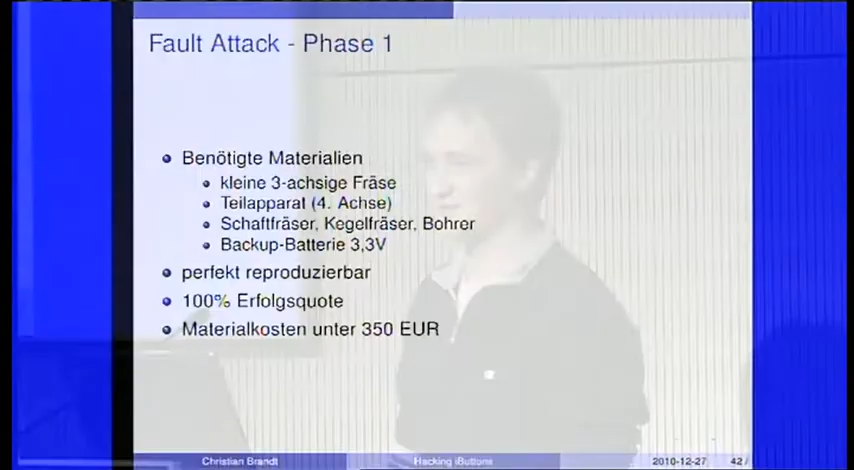 Fault Attack - Phase 1
Benötigte Materialien
kleine 3-achsige Fräse
Teilapparat (4. Achse)
Schaftfräser, Kegelfräser, Bohrer
Backup-Batterie 3,3V
perfekt reproduzierbar
100% Erfolgsquote
Materialkosten unter 350 EUR
Christian Brandt Hacking iButtons 2010-12-27 42 /